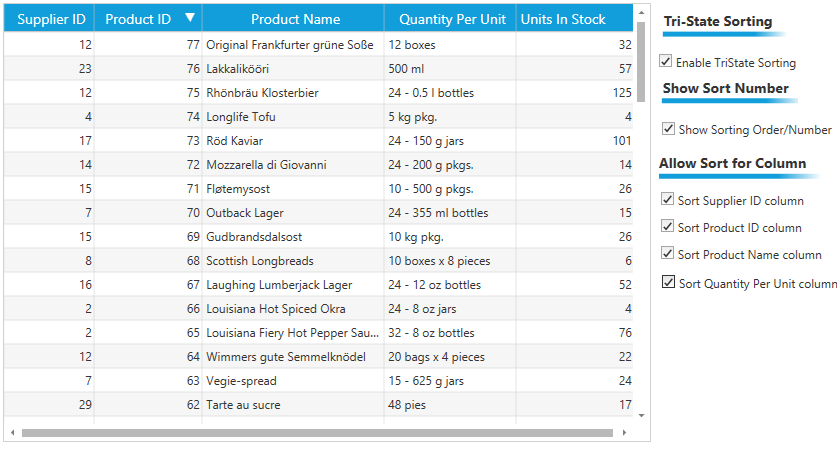 Supplier ID Product ID ▼ Product Name Quantity Per Unit Units In Stock
12 77 Original Frankfurter grüne Soße 12 boxes 32
23 76 Lakkalikööri 500 ml 57
12 75 Rhönbräu Klosterbier 24 - 0.5 l bottles 125
4 74 Longlife Tofu 5 kg pkg. 4
17 73 Röd Kaviar 24 - 150 g jars 101
14 72 Mozzarella di Giovanni 24 - 200 g pkgs. 14
15 71 Fløtemysost 10 - 500 g pkgs. 26
7 70 Outback Lager 24 - 355 ml bottles 15
15 69 Gudbrandsdalsost 10 kg pkg. 26
8 68 Scottish Longbreads 10 boxes x 8 pieces 6
16 67 Laughing Lumberjack Lager 24 - 12 oz bottles 52
2 66 Louisiana Hot Spiced Okra 24 - 8 oz jars 4
2 65 Louisiana Fiery Hot Pepper Sau... 32 - 8 oz bottles 76
12 64 Wimmers gute Semmelknödel 20 bags x 4 pieces 22
7 63 Vegie-spread 15 - 625 g jars 24
29 62 Tarte au sucre 48 pies 17
Tri-State Sorting
Enable TriState Sorting
Show Sort Number
Show Sorting Order/Number
Allow Sort for Column
Sort Supplier ID column
Sort Product ID column
Sort Product Name column
Sort Quantity Per Unit column